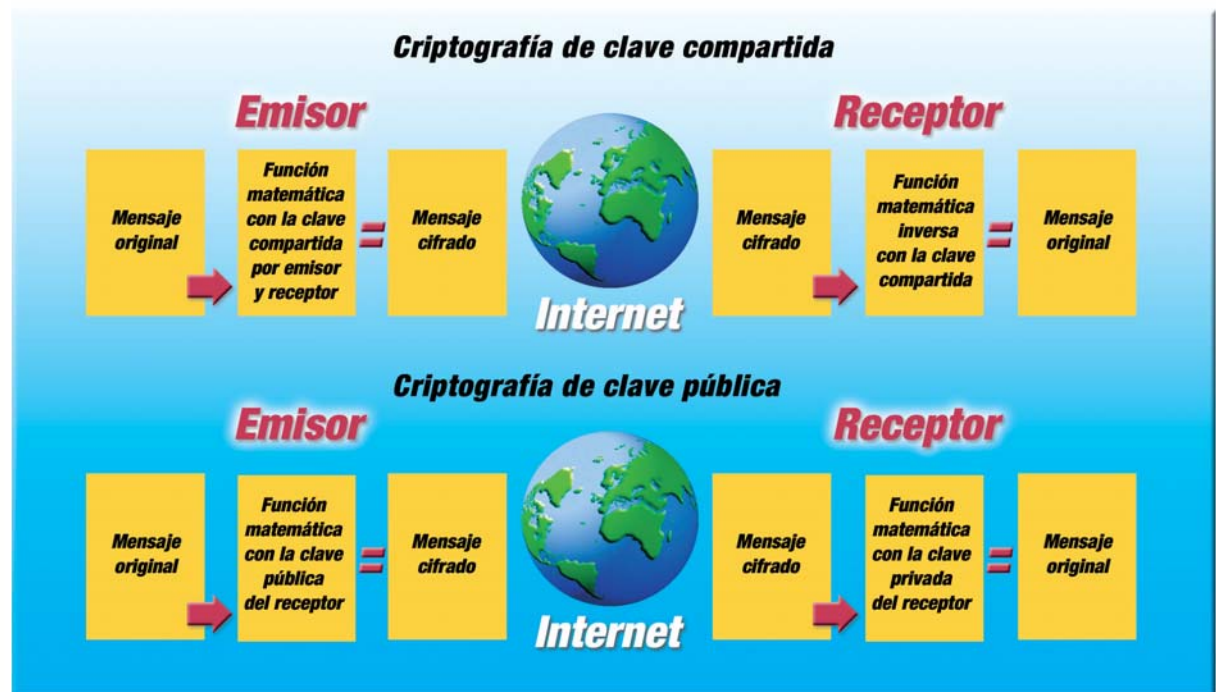 Criptografía de clave compartida
Emisor
Receptor
Mensaje
original
Función
matemática
con la clave
compartida
por emisor
y receptor
=
Mensaje
cifrado
Internet
Mensaje
cifrado
Función
matemática
inversa
con la clave
compartida
=
Mensaje
original
Criptografía de clave pública
Emisor
Receptor
Mensaje
original
Función
matemática
con la clave
pública
del receptor
=
Mensaje
cifrado
Internet
Mensaje
cifrado
Función
matemática
con la clave
privada
del receptor
=
Mensaje
original